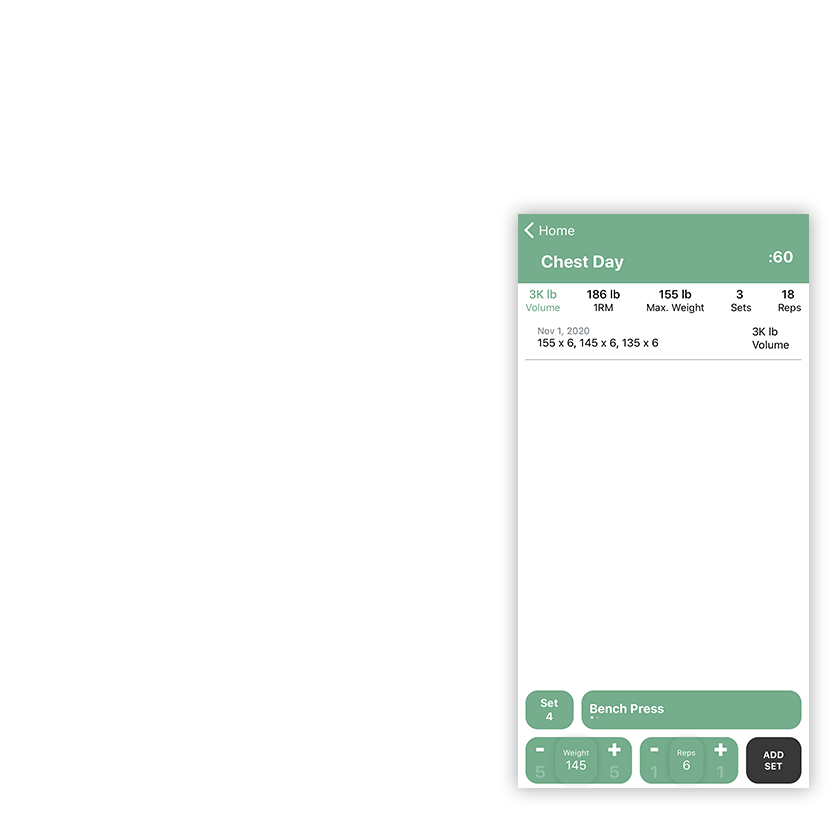 Home
Chest Day
:60
3K lb 186 lb 155 lb 3 18
Volume 1RM Max. Weight Sets Reps
Nov 1, 2020
155 x 6, 145 x 6, 135 x 6
3K lb
Volume
Set
4
Bench Press
- Weight + - Reps +
5 145 5 1 6 1
ADD
SET